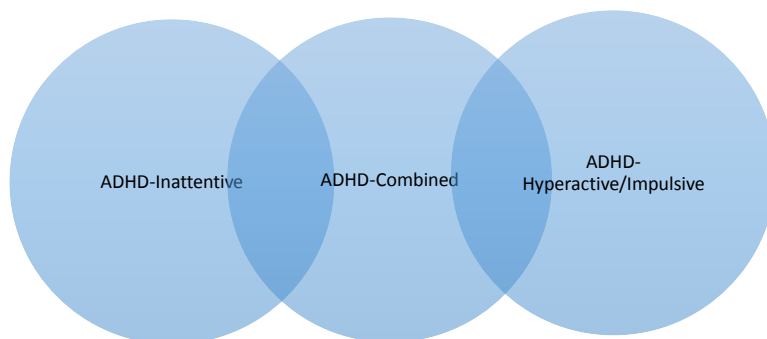 ADHD-Inattentive
ADHD-Combined
ADHD-
Hyperactive/Impulsive